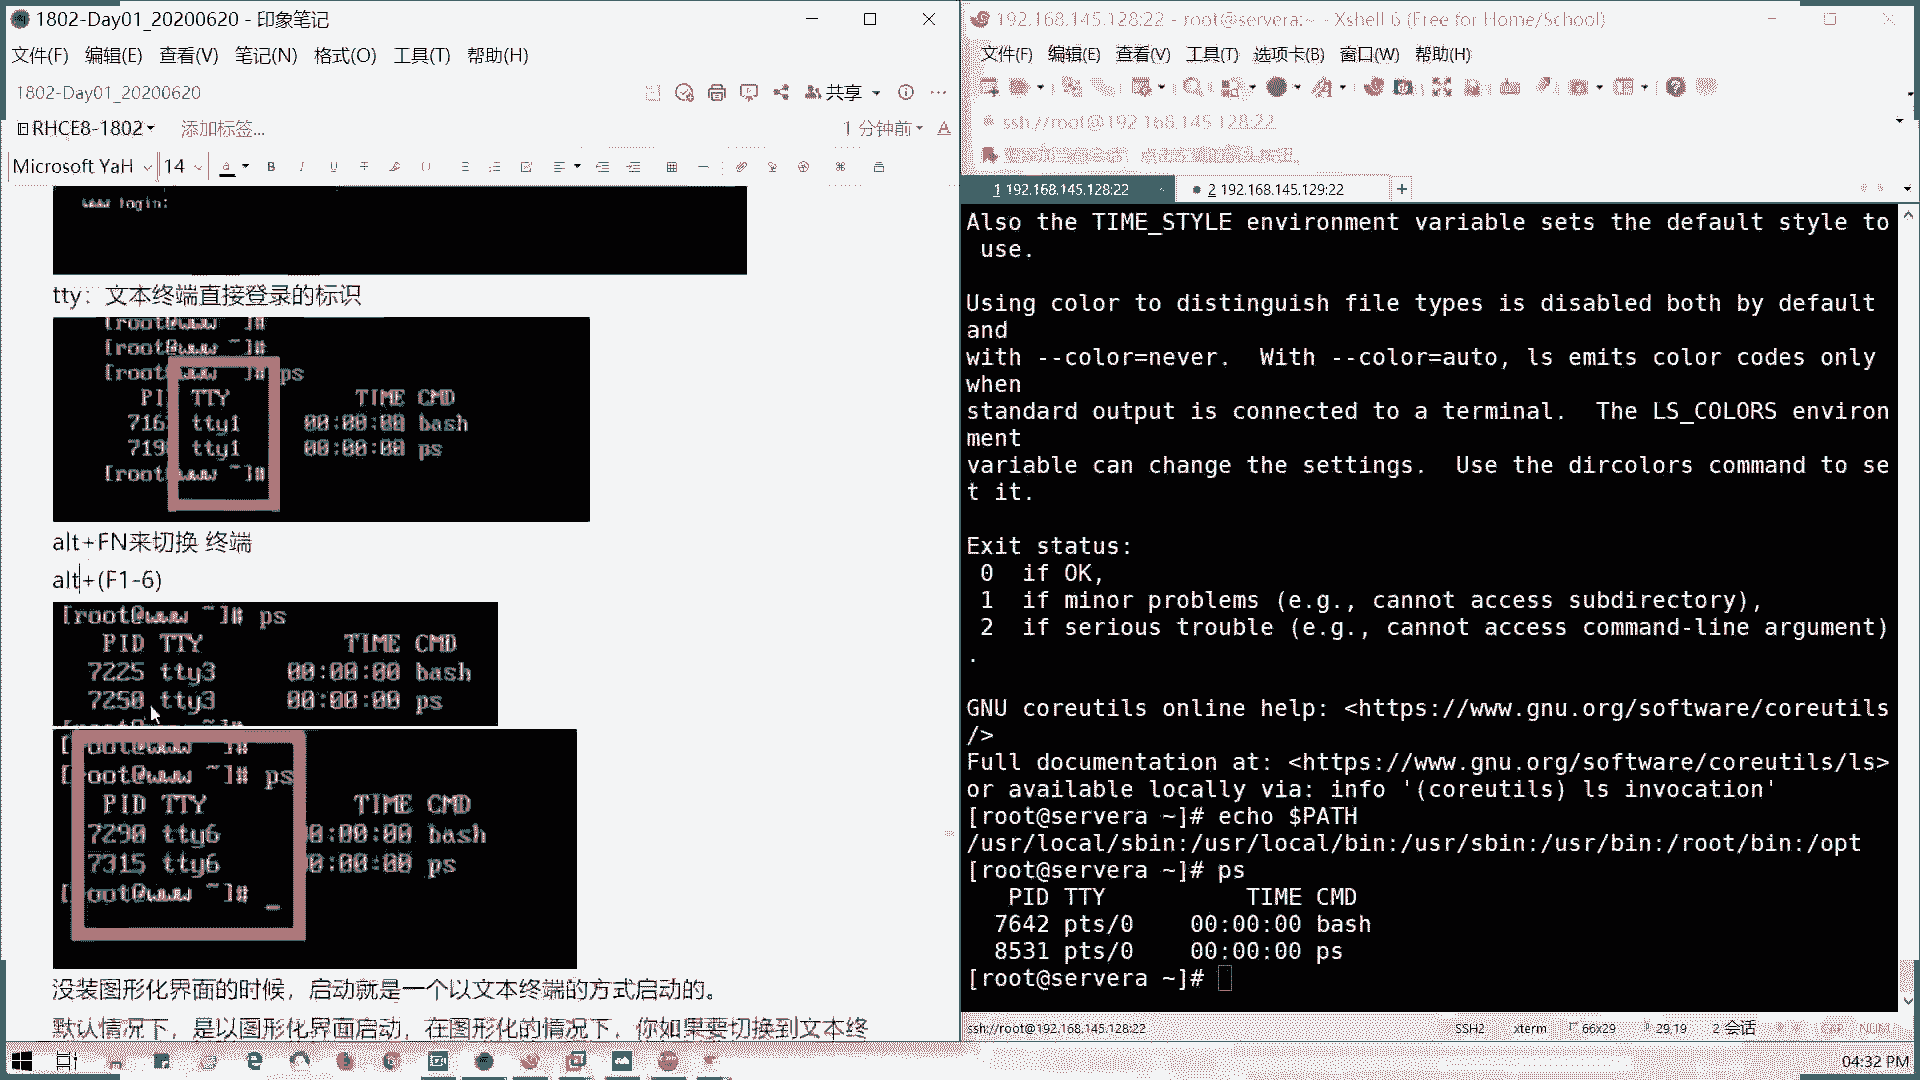 1802-Day01_20200620 - 印象笔记
文件(F) 编辑(E) 查看(V) 笔记(N) 格式(O) 工具(T) 帮助(H)
1802-Day01_20200620
共享
RHCE8-1802
添加标签...
1 分钟前
Microsoft YaH 14
www login:
tty：文本终端直接登录的标识
[root@www ~]#
[root@www ~]#
[root@www ~]# ps
PID TTY TIME CMD
716 tty1 00:00:00 bash
719 tty1 00:00:00 ps
[root@www ~]#
alt+FN来切换 终端
alt+(F1-6)
[root@www ~]# ps
PID TTY TIME CMD
7225 tty3 00:00:00 bash
7250 tty3 00:00:00 ps
[root@www ~]#
[root@www ~]# ps
PID TTY TIME CMD
7290 tty6 00:00:00 bash
7315 tty6 00:00:00 ps
[root@www ~]# _
没装图形化界面的时候，启动就是一个以文本终端的方式启动的。
默认情况下，是以图形化界面启动，在图形化的情况下，你如果要切换到文本终
192.168.145.128:22 - root@servera:~ - Xshell 6 (Free for Home/School)
文件(F) 编辑(E) 查看(V) 工具(T) 选项卡(B) 窗口(W) 帮助(H)
ssh://root@192.168.145.128:22
1 192.168.145.128:22
2 192.168.145.129:22
Also the TIME_STYLE environment variable sets the default style to
use.
Using color to distinguish file types is disabled both by default
and
with --color=never.  With --color=auto, ls emits color codes only
when
standard output is connected to a terminal.  The LS_COLORS environ
ment
variable can change the settings.  Use the dircolors command to se
t it.
Exit status:
0  if OK,
1  if minor problems (e.g., cannot access subdirectory),
2  if serious trouble (e.g., cannot access command-line argument)
.
GNU coreutils online help: <https://www.gnu.org/software/coreutils
/>
Full documentation at: <https://www.gnu.org/software/coreutils/ls>
or available locally via: info '(coreutils) ls invocation'
[root@servera ~]# echo $PATH
/usr/local/sbin:/usr/local/bin:/usr/sbin:/usr/bin:/root/bin:/opt
[root@servera ~]# ps
PID TTY TIME CMD
7642 pts/0 00:00:00 bash
8531 pts/0 00:00:00 ps
[root@servera ~]#
ssh://root@192.168.145.128:22 SSH2 xterm 66x29 29,19 2 会话 CAP NUM
04:32 PM